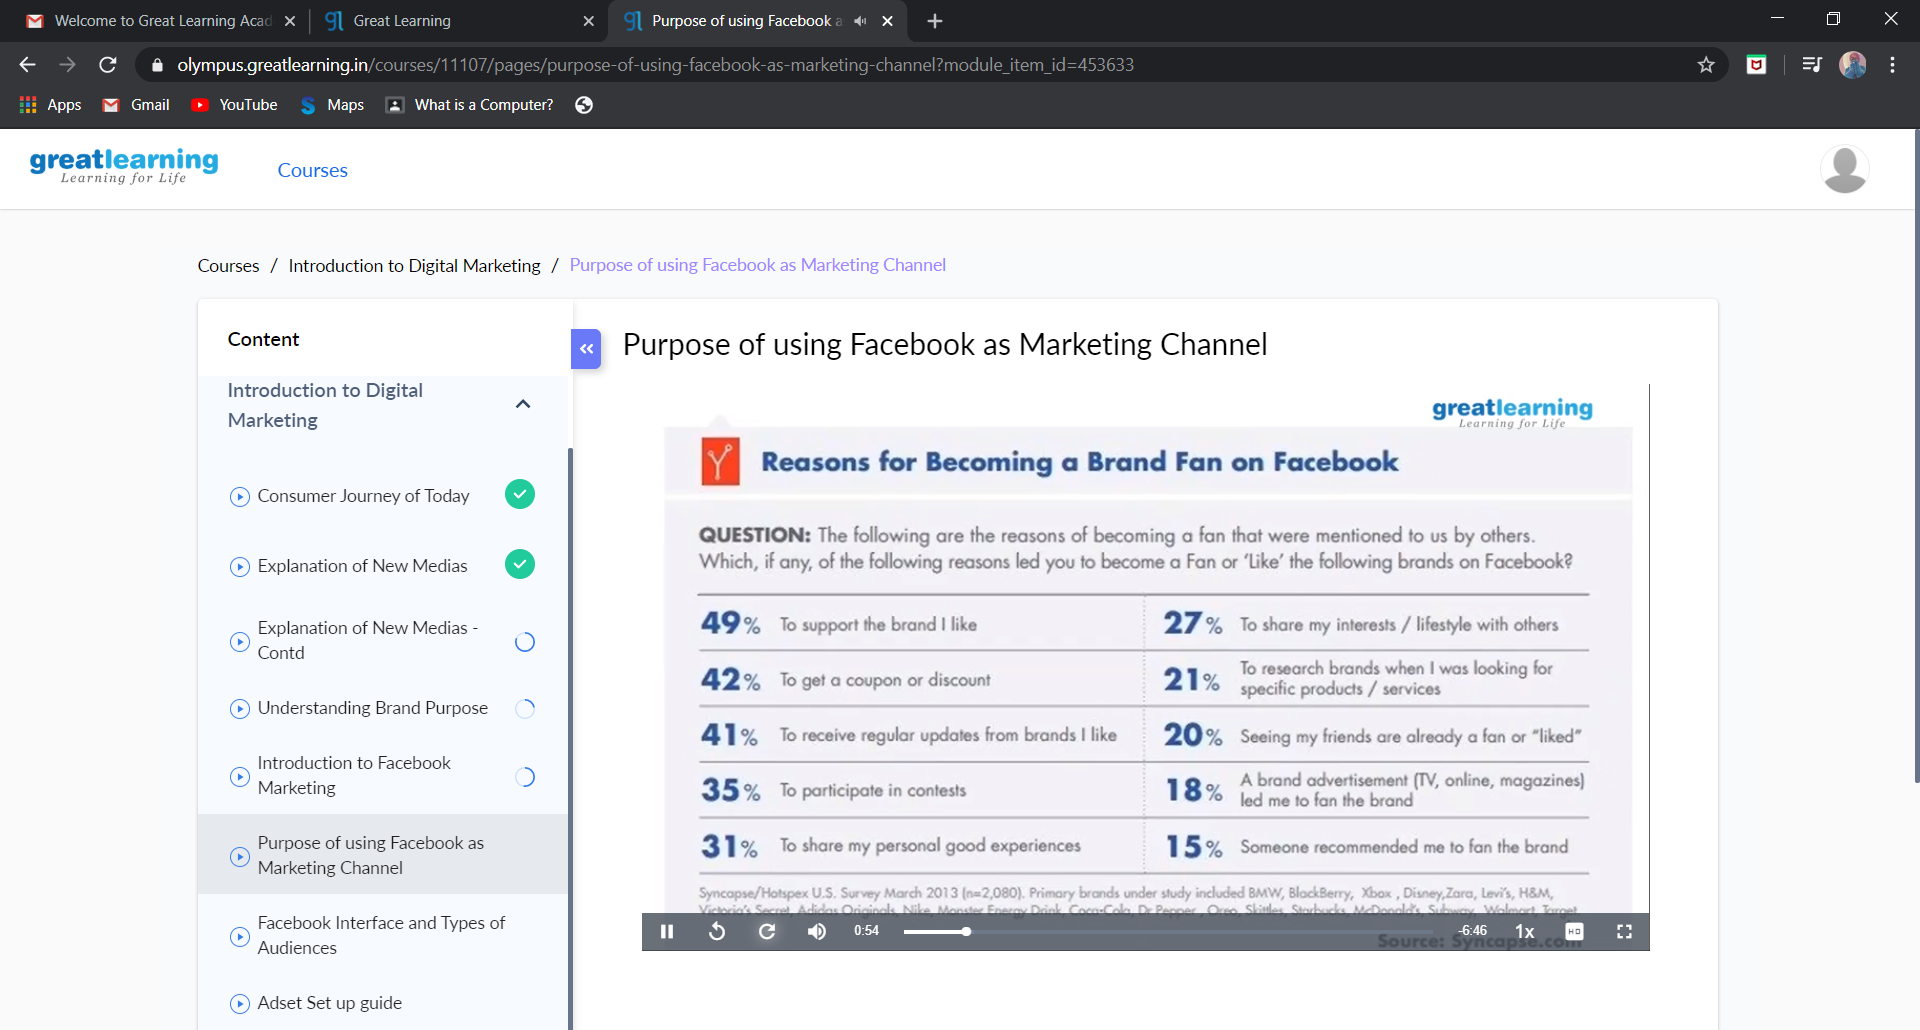 Welcome to Great Learning Acad
Great Learning
Purpose of using Facebook a
olympus.greatlearning.in/courses/11107/pages/purpose-of-using-facebook-as-marketing-channel?module_item_id=453633
Apps
Gmail
YouTube
Maps
What is a Computer?
greatlearning
Learning for Life
Courses
Courses / Introduction to Digital Marketing / Purpose of using Facebook as Marketing Channel
Content
Introduction to Digital
Marketing
Consumer Journey of Today
Explanation of New Medias
Explanation of New Medias -
Contd
Understanding Brand Purpose
Introduction to Facebook
Marketing
Purpose of using Facebook as
Marketing Channel
Facebook Interface and Types of
Audiences
Adset Set up guide
Purpose of using Facebook as Marketing Channel
greatlearning
Learning for Life
Reasons for Becoming a Brand Fan on Facebook
QUESTION: The following are the reasons of becoming a fan that were mentioned to us by others.
Which, if any, of the following reasons led you to become a Fan or 'Like' the following brands on Facebook?
49% To support the brand I like
42% To get a coupon or discount
41% To receive regular updates from brands I like
35% To participate in contests
31% To share my personal good experiences
27% To share my interests / lifestyle with others
21% To research brands when I was looking for
specific products / services
20% Seeing my friends are already a fan or "liked"
18% A brand advertisement (TV, online, magazines)
led me to fan the brand
15% Someone recommended me to fan the brand
Syncapse/Hotspex U.S. Survey March 2013 (n=2,080). Primary brands under study included BMW, BlackBerry, Xbox , Disney,Zara, Levi's, H&M,
Victoria's Secret, Adidas Originals, Nike, Monster Energy Drink, Coca-Cola, Dr Pepper , Oreo, Skittles, Starbucks, McDonald's, Subway, Walmart, Target
Source: Syncapse.com
0:54
-6:46
1x
HD